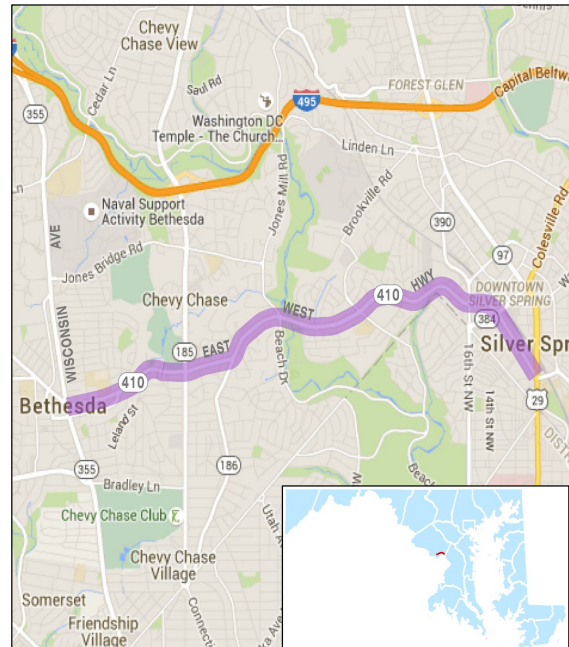 Chevy
Chase View
Cedar Ln
Saul Rd
FOREST GLEN
Capital Beltw
495
355
Washington DC
Temple - The Church...
Linden Ln
Jones Mill Rd
Brookville Rd
Naval Support
Activity Bethesda
390
Colesville Rd
97
AVE
WISCONSIN
Jones Bridge Rd
Chevy Chase
DOWNTOWN
SILVER SPRING
410
HWY
WEST
384
185
EAST
Silver Spr
410
Beach Dr
16th St NW
14th St NW
29
Bethesda
Leland St
355
186
Bradley Ln
Chevy Chase Club
Chevy Chase
Village
Somerset
Friendship
Village